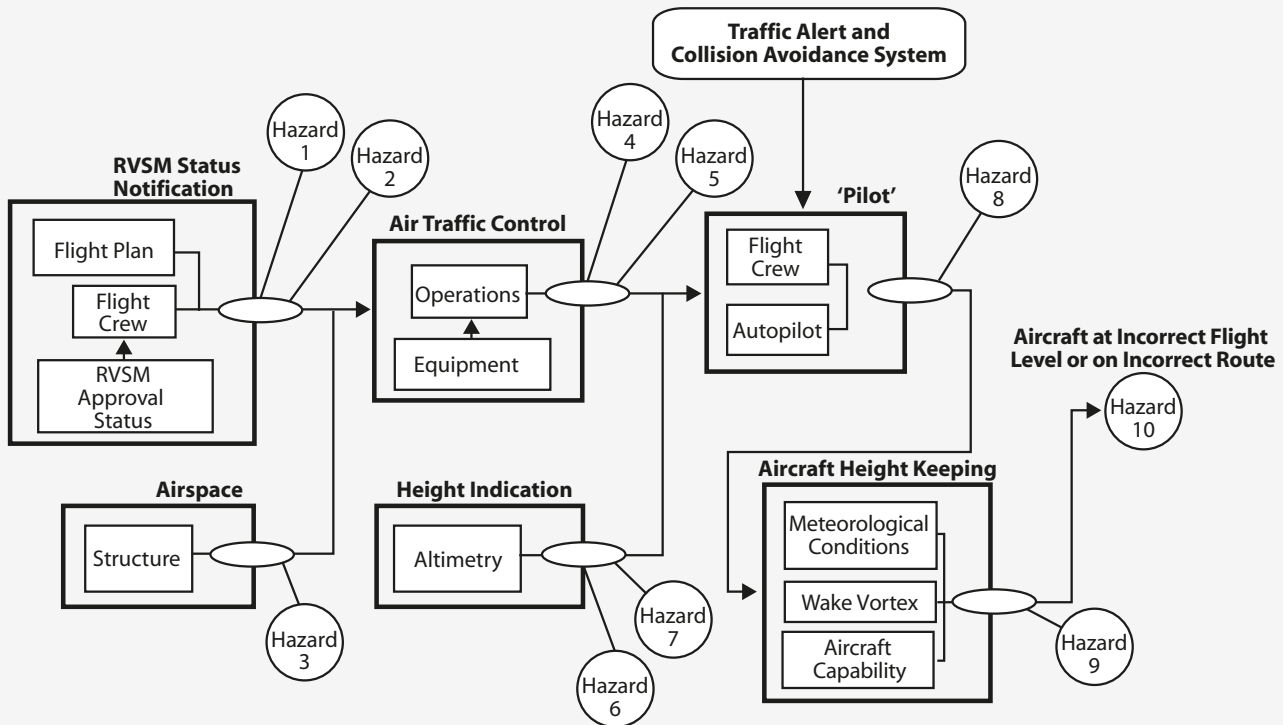 Traffic Alert and
Collision Avoidance System
Hazard
1
Hazard
2
Hazard
4
Hazard
5
Hazard
8
RVSM Status
Notification
Flight Plan
Flight
Crew
RVSM
Approval
Status
Air Traffic Control
Operations
Equipment
'Pilot'
Flight
Crew
Autopilot
Aircraft at Incorrect Flight
Level or on Incorrect Route
Hazard
10
Airspace
Structure
Hazard
3
Height Indication
Altimetry
Hazard
6
Hazard
7
Aircraft Height Keeping
Meteorological
Conditions
Wake Vortex
Aircraft
Capability
Hazard
9